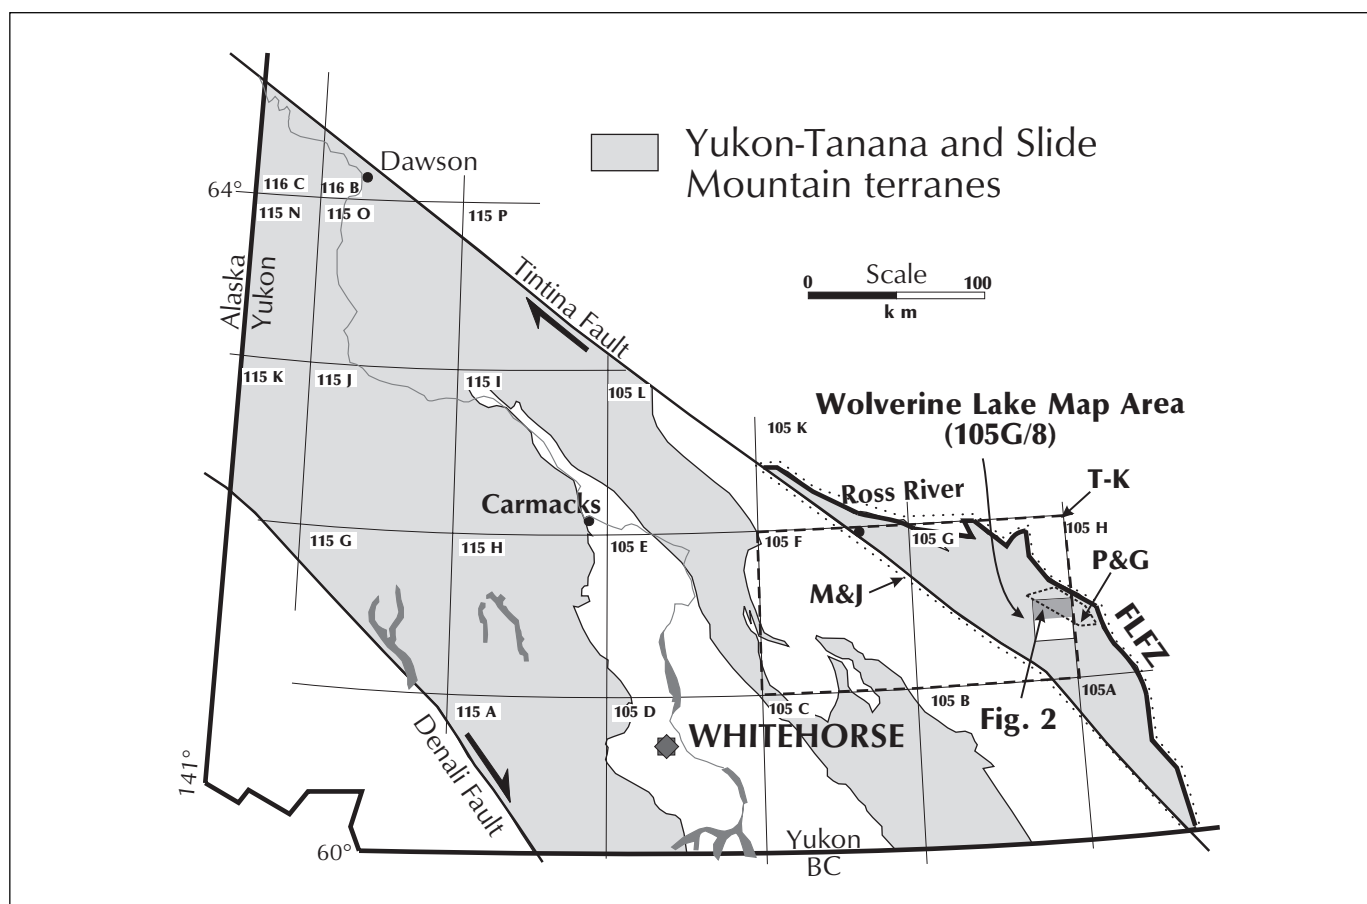 Yukon-Tanana and Slide
Mountain terranes
Dawson
64°
116 C
116 B
115 N
115 O
115 P
Alaska
Yukon
Tintina Fault
0
Scale
100
km
115 K
115 J
115 I
105 L
105 K
Wolverine Lake Map Area
(105G/8)
T-K
Ross River
Carmacks
105 H
115 G
115 H
105 E
105 F
105 G
P&G
M&J
FLFZ
105A
115 A
105 D
105 C
105 B
Fig. 2
WHITEHORSE
Denali Fault
141°
60°
Yukon
BC